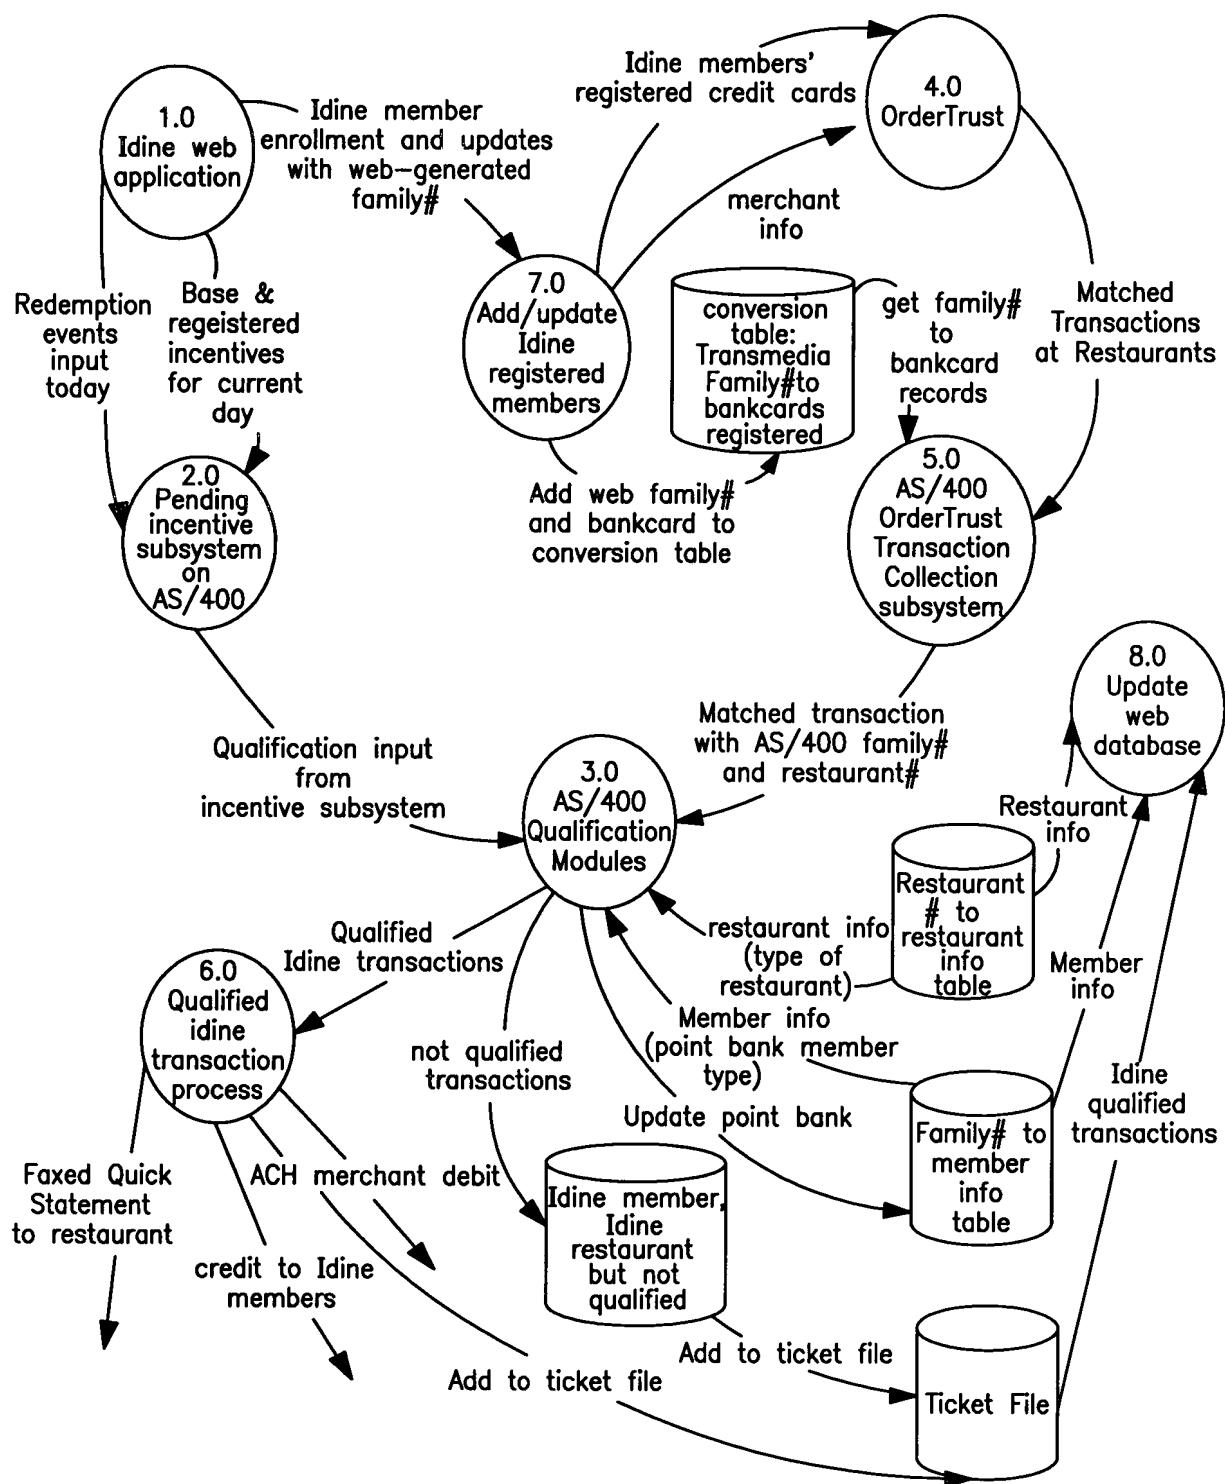 1.0
Idine web
application
Idine member
enrollment and updates
with web-generated
family#
Idine members'
registered credit cards
4.0
OrderTrust
merchant
info
Redemption
events
input
today
Base &
regeistered
incentives
for current
day
7.0
Add/update
Idine
registered
members
conversion
table:
Transmedia
Family#to
bankcards
registered
get family#
to
bankcard
records
Matched
Transactions
at Restaurants
2.0
Pending
incentive
subsystem
on
AS/400
Add web family#
and bankcard to
conversion table
5.0
AS/400
OrderTrust
Transaction
Collection
subsystem
8.0
Update
web
database
Qualification input
from
incentive subsystem
Matched transaction
with AS/400 family#
and restaurant#
3.0
AS/400
Qualification
Modules
Restaurant
info
Restaurant
# to
restaurant
info
table
Qualified
Idine transactions
restaurant info
(type of
restaurant)
Member
info
6.0
Qualified
idine
transaction
process
not qualified
transactions
Member info
(point bank member
type)
Update point bank
Family# to
member
info
table
Idine
qualified
transactions
Faxed Quick
Statement
to restaurant
ACH merchant debit
credit to Idine
members
Idine member,
Idine
restaurant
but not
qualified
Add to ticket file
Add to ticket file
Ticket File